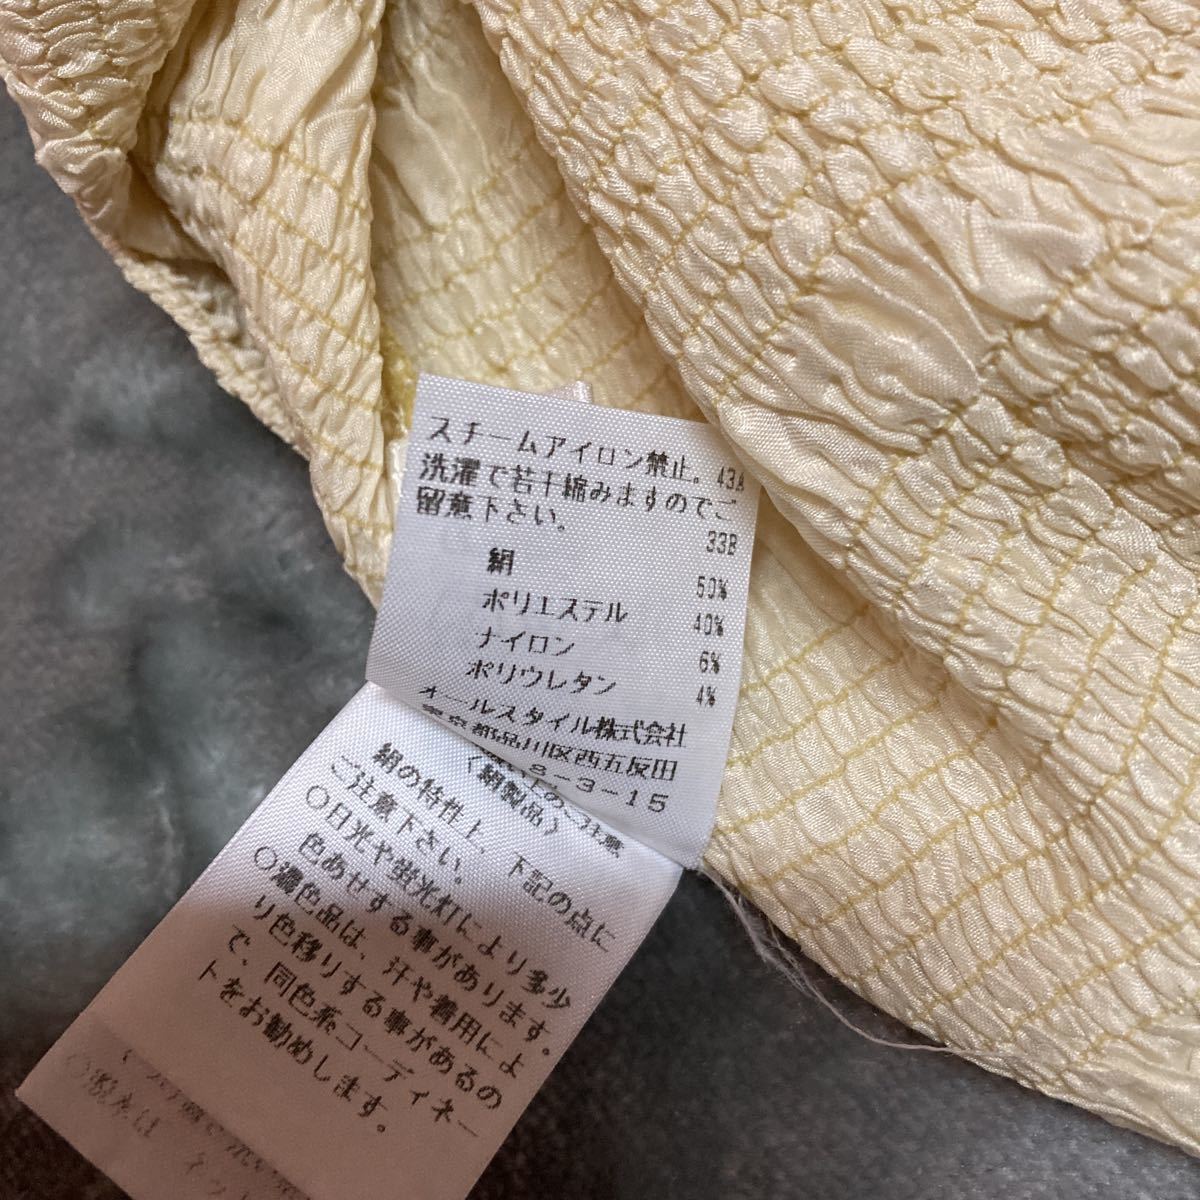 スチームアイロン禁止。43A
洗濯で若干縮みますのでご
留意下さい。
33B
絹 50%
ポリエステル 40%
ナイロン 6%
ポリウレタン 4%
オールスタイル株式会社
東京都品川区西五反田
8-3-15
ご注意
〈絹製品〉
絹の特性上、下記の点に
ご注意下さい。
○日光や蛍光灯により多少
色あせする事があります。
○濃色品は、汗や着用によ
り色移りする事があるの
で、同色系コーディネー
トをお勧めします。